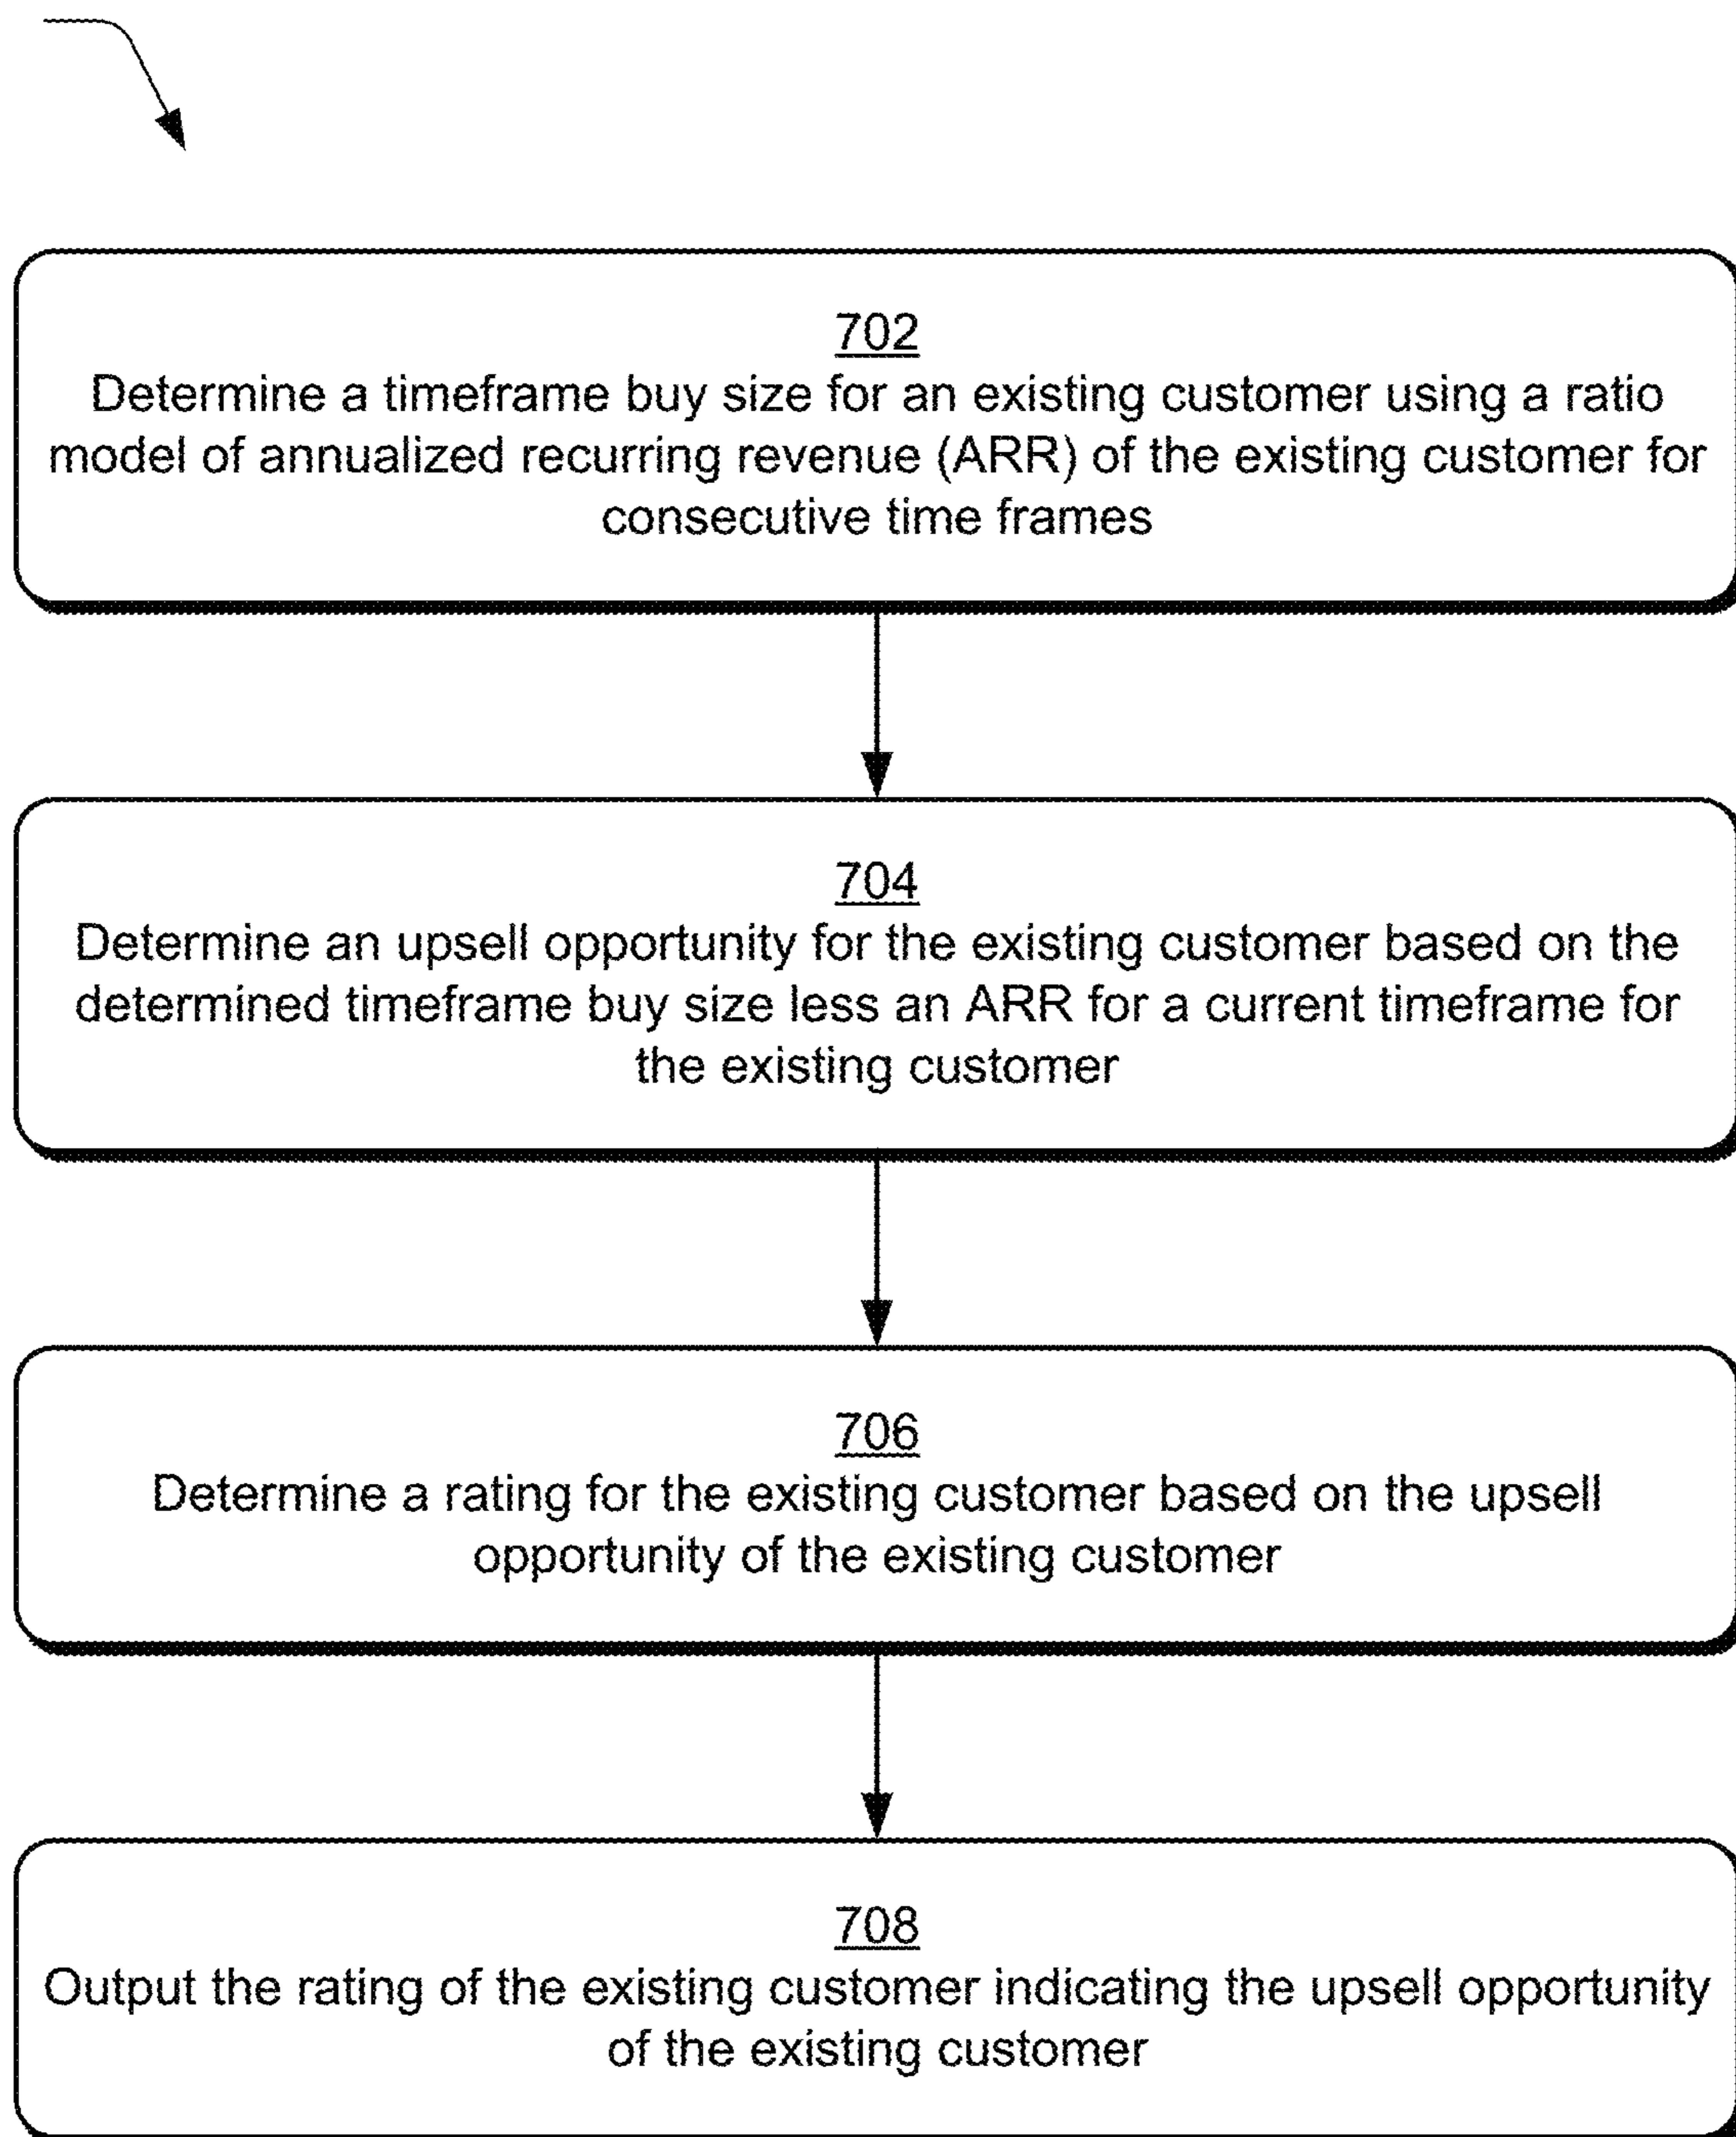 702
Determine a timeframe buy size for an existing customer using a ratio
model of annualized recurring revenue (ARR) of the existing customer for
consecutive time frames
704
Determine an upsell opportunity for the existing customer based on the
determined timeframe buy size less an ARR for a current timeframe for
the existing customer
706
Determine a rating for the existing customer based on the upsell
opportunity of the existing customer
708
Output the rating of the existing customer indicating the upsell opportunity
of the existing customer